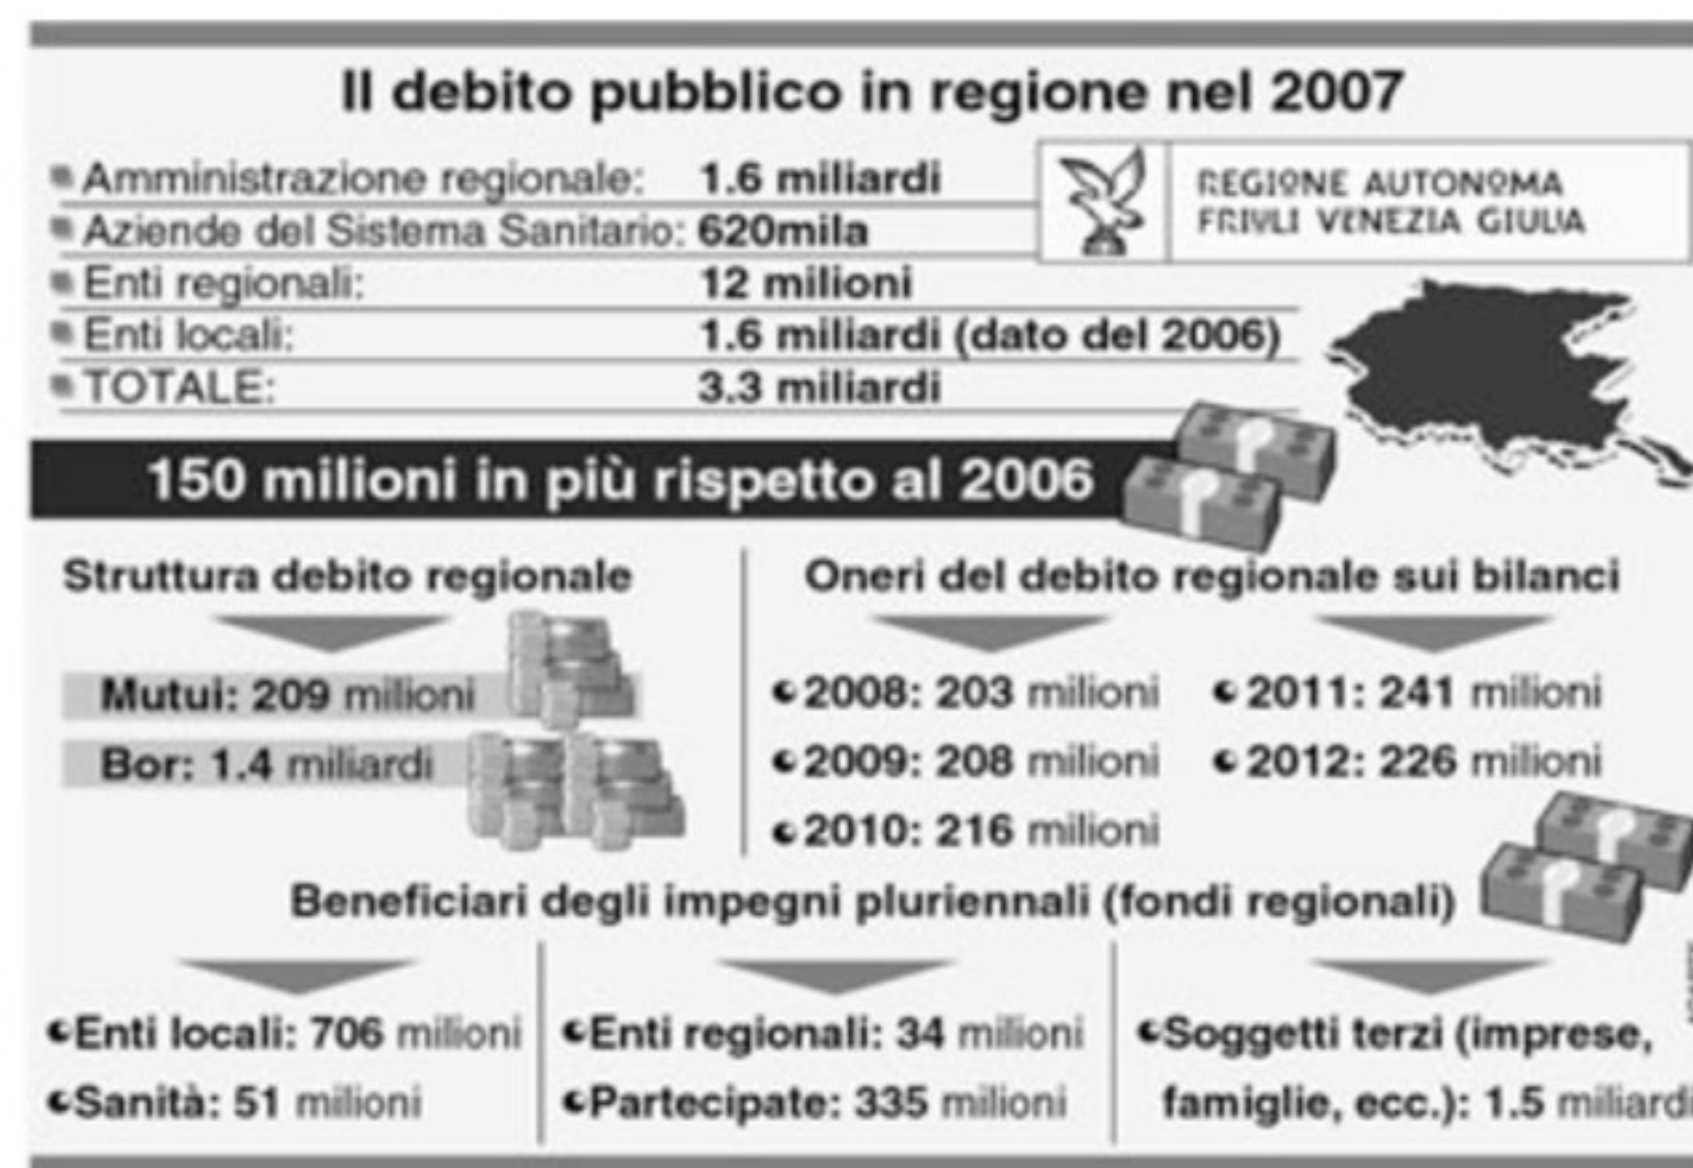 Il debito pubblico in regione nel 2007
Amministrazione regionale: 1.6 miliardi
Aziende del Sistema Sanitario: 620mila
Enti regionali: 12 milioni
Enti locali: 1.6 miliardi (dato del 2006)
TOTALE: 3.3 miliardi
REGIONE AUTONOMA
FRIULI VENEZIA GIULIA
150 milioni in più rispetto al 2006
Struttura debito regionale
Mutui: 209 milioni
Bor: 1.4 miliardi
Oneri del debito regionale sui bilanci
2008: 203 milioni
2009: 208 milioni
2010: 216 milioni
2011: 241 milioni
2012: 226 milioni
Beneficiari degli impegni pluriennali (fondi regionali)
Enti locali: 706 milioni
Sanità: 51 milioni
Enti regionali: 34 milioni
Partecipate: 335 milioni
Soggetti terzi (imprese,
famiglie, ecc.): 1.5 miliardi